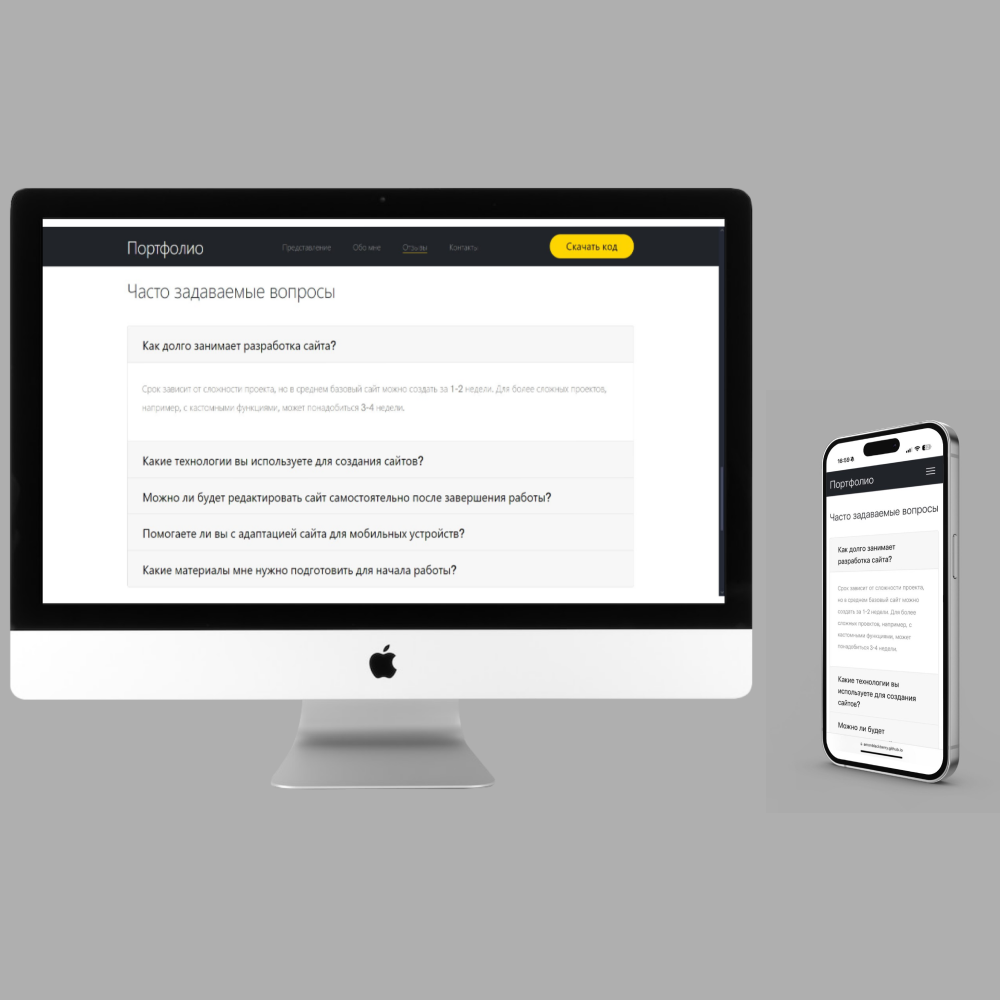 Портфолио
Представление
Обо мне
Отзывы
Контакты
Скачать код
Часто задаваемые вопросы
Как долго занимает разработка сайта?
Срок зависит от сложности проекта, но в среднем базовый сайт можно создать за 1-2 недели. Для более сложных проектов,
например, с кастомными функциями, может понадобиться 3-4 недели.
Какие технологии вы используете для создания сайтов?
Можно ли будет редактировать сайт самостоятельно после завершения работы?
Помогаете ли вы с адаптацией сайта для мобильных устройств?
Какие материалы мне нужно подготовить для начала работы?
16:59
Портфолио
Часто задаваемые вопросы
Как долго занимает
разработка сайта?
Срок зависит от сложности проекта,
но в среднем базовый сайт можно
создать за 1-2 недели. Для более
сложных проектов, например, с
кастомными функциями, может
понадобиться 3-4 недели.
Какие технологии вы
используете для создания
сайтов?
Можно ли будет